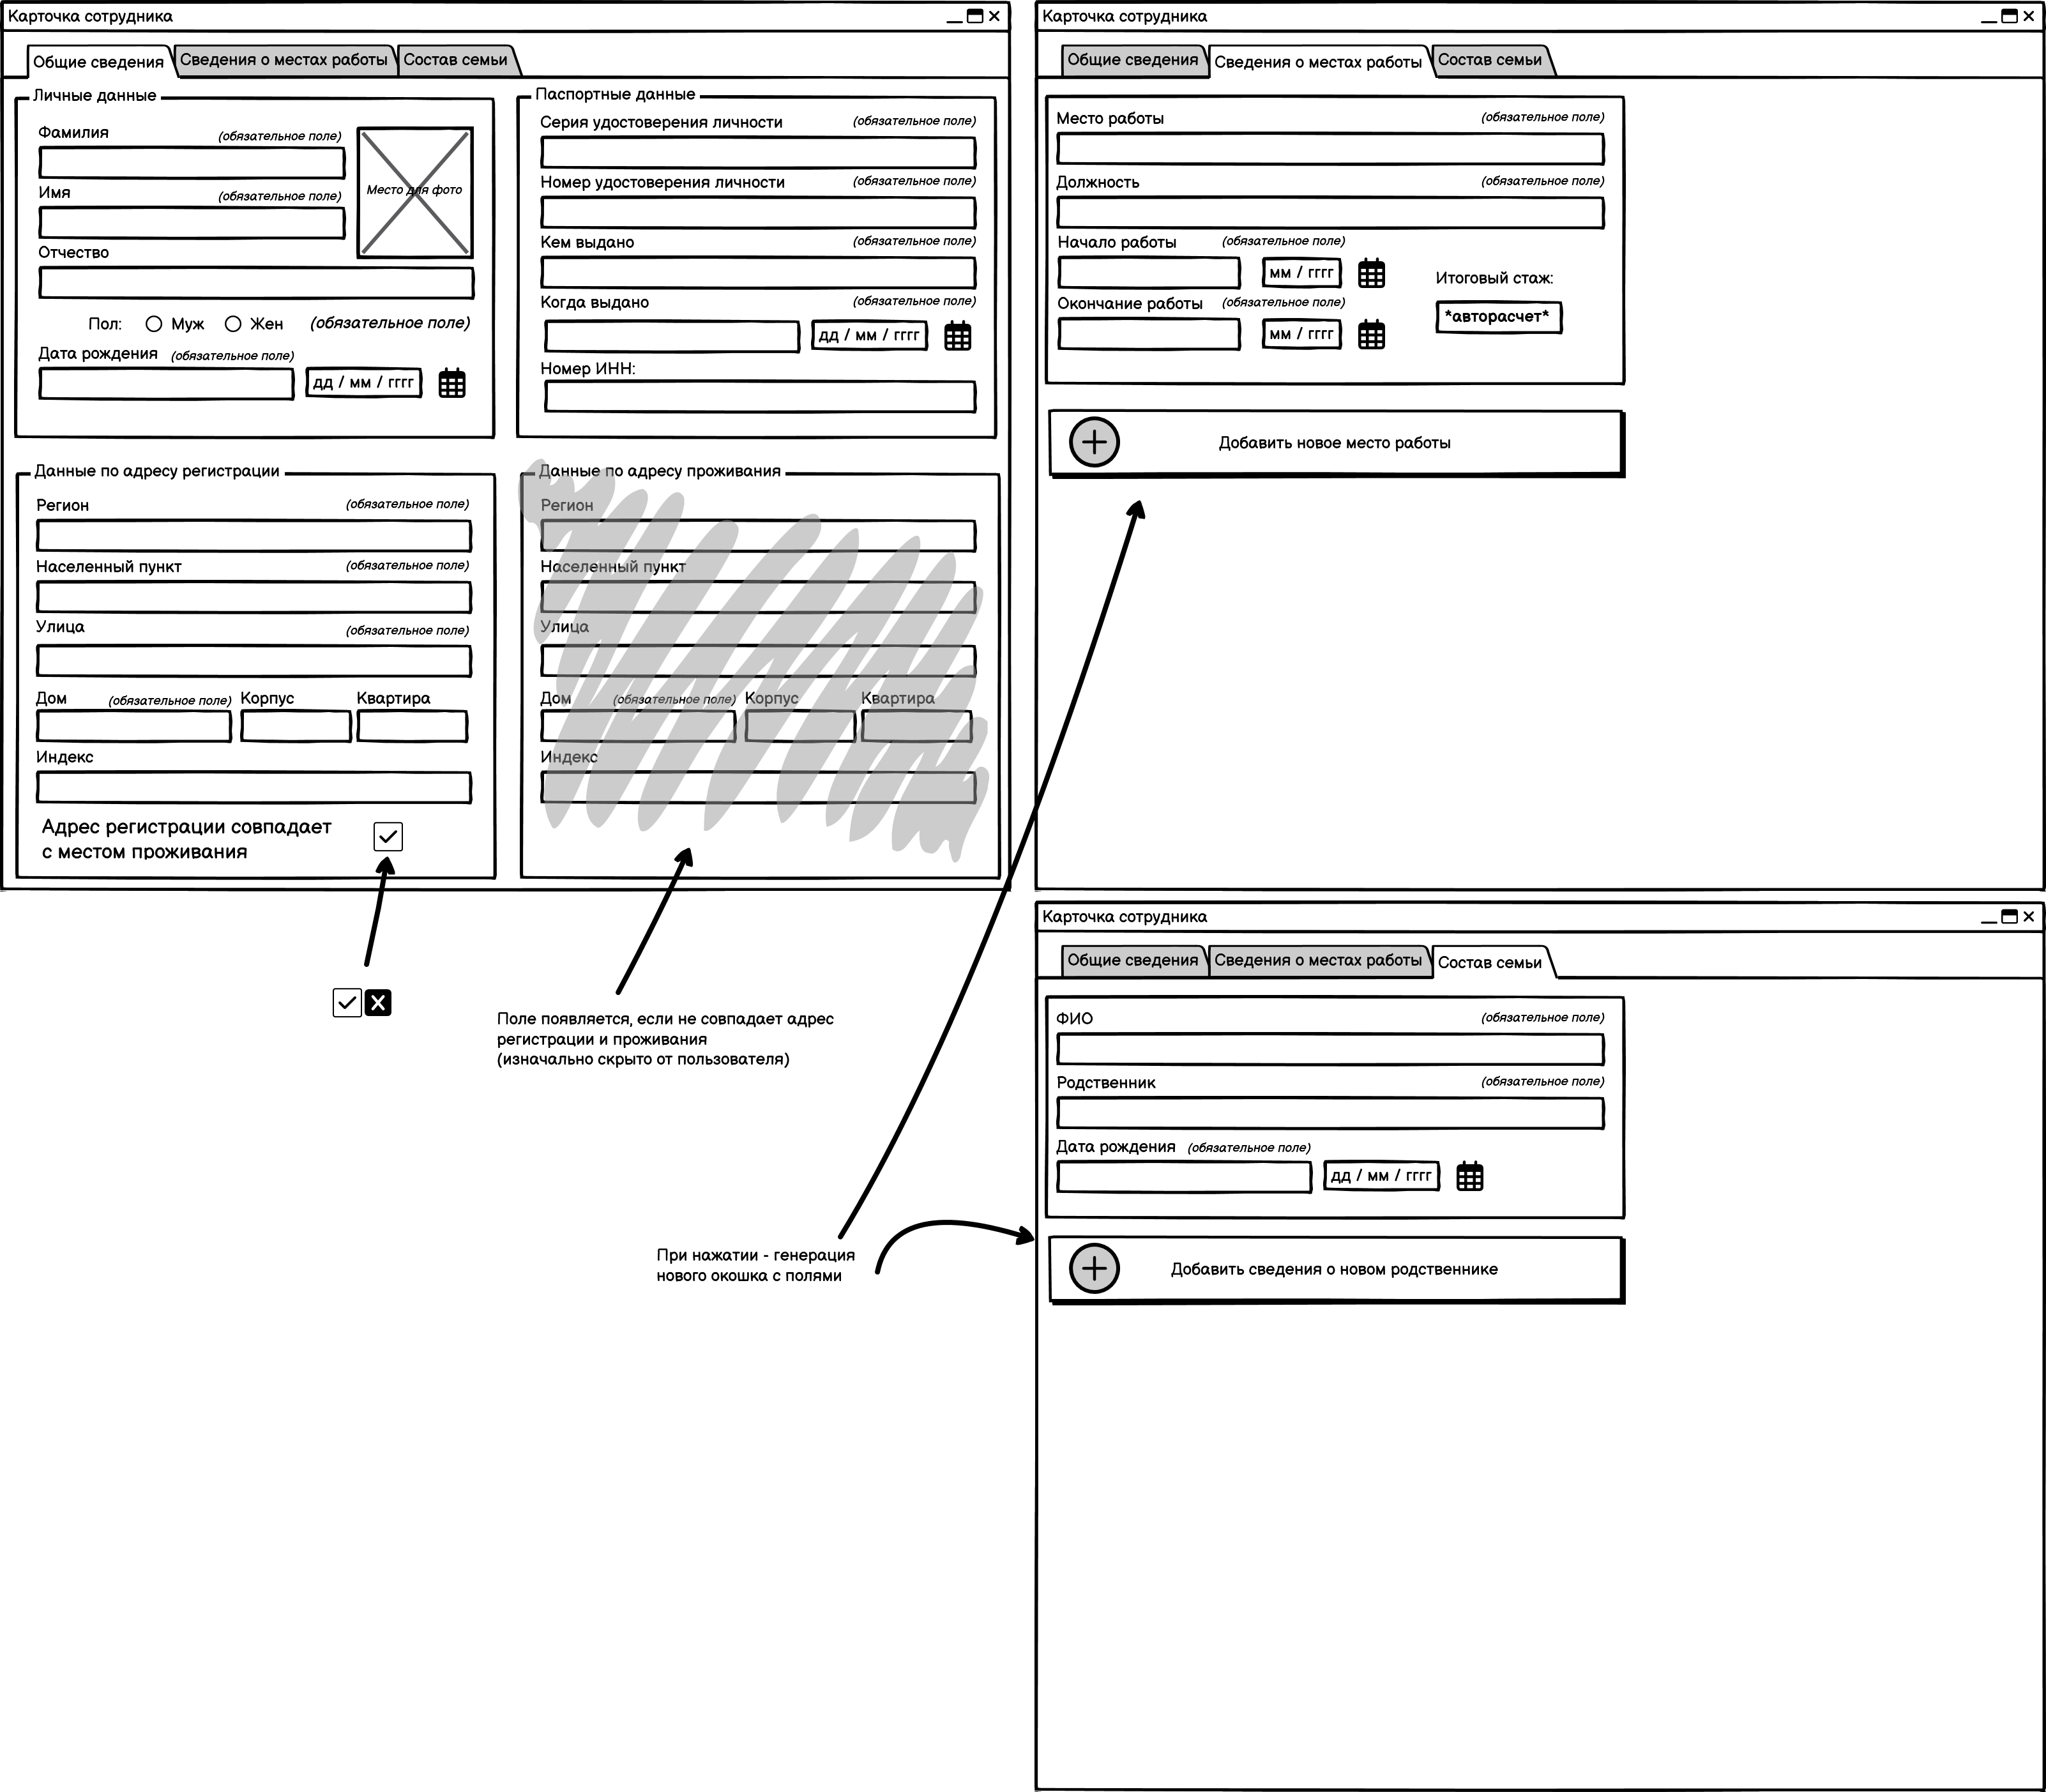 Карточка сотрудника
Общие сведения
Сведения о местах работы
Состав семьи
Личные данные
Фамилия (обязательное поле)
Имя (обязательное поле)
Место для фото
Отчество
Пол: Муж Жен (обязательное поле)
Дата рождения (обязательное поле)
дд / мм / гггг
Паспортные данные
Серия удостоверения личности (обязательное поле)
Номер удостоверения личности (обязательное поле)
Кем выдано (обязательное поле)
Когда выдано (обязательное поле)
дд / мм / гггг
Номер ИНН:
Данные по адресу регистрации
Регион (обязательное поле)
Населенный пункт (обязательное поле)
Улица (обязательное поле)
Дом (обязательное поле) Корпус Квартира
Индекс
Адрес регистрации совпадает
с местом проживания
Данные по адресу проживания
Регион
Населенный пункт
Улица
Дом (обязательное поле) Корпус Квартира
Индекс
Поле появляется, если не совпадает адрес
регистрации и проживания
(изначально скрыто от пользователя)
Карточка сотрудника
Общие сведения
Сведения о местах работы
Состав семьи
Место работы (обязательное поле)
Должность (обязательное поле)
Начало работы (обязательное поле)
мм / гггг
Окончание работы (обязательное поле)
мм / гггг
Итоговый стаж:
*авторасчет*
Добавить новое место работы
При нажатии - генерация
нового окошка с полями
Карточка сотрудника
Общие сведения
Сведения о местах работы
Состав семьи
ФИО (обязательное поле)
Родственник (обязательное поле)
Дата рождения (обязательное поле)
дд / мм / гггг
Добавить сведения о новом родственнике